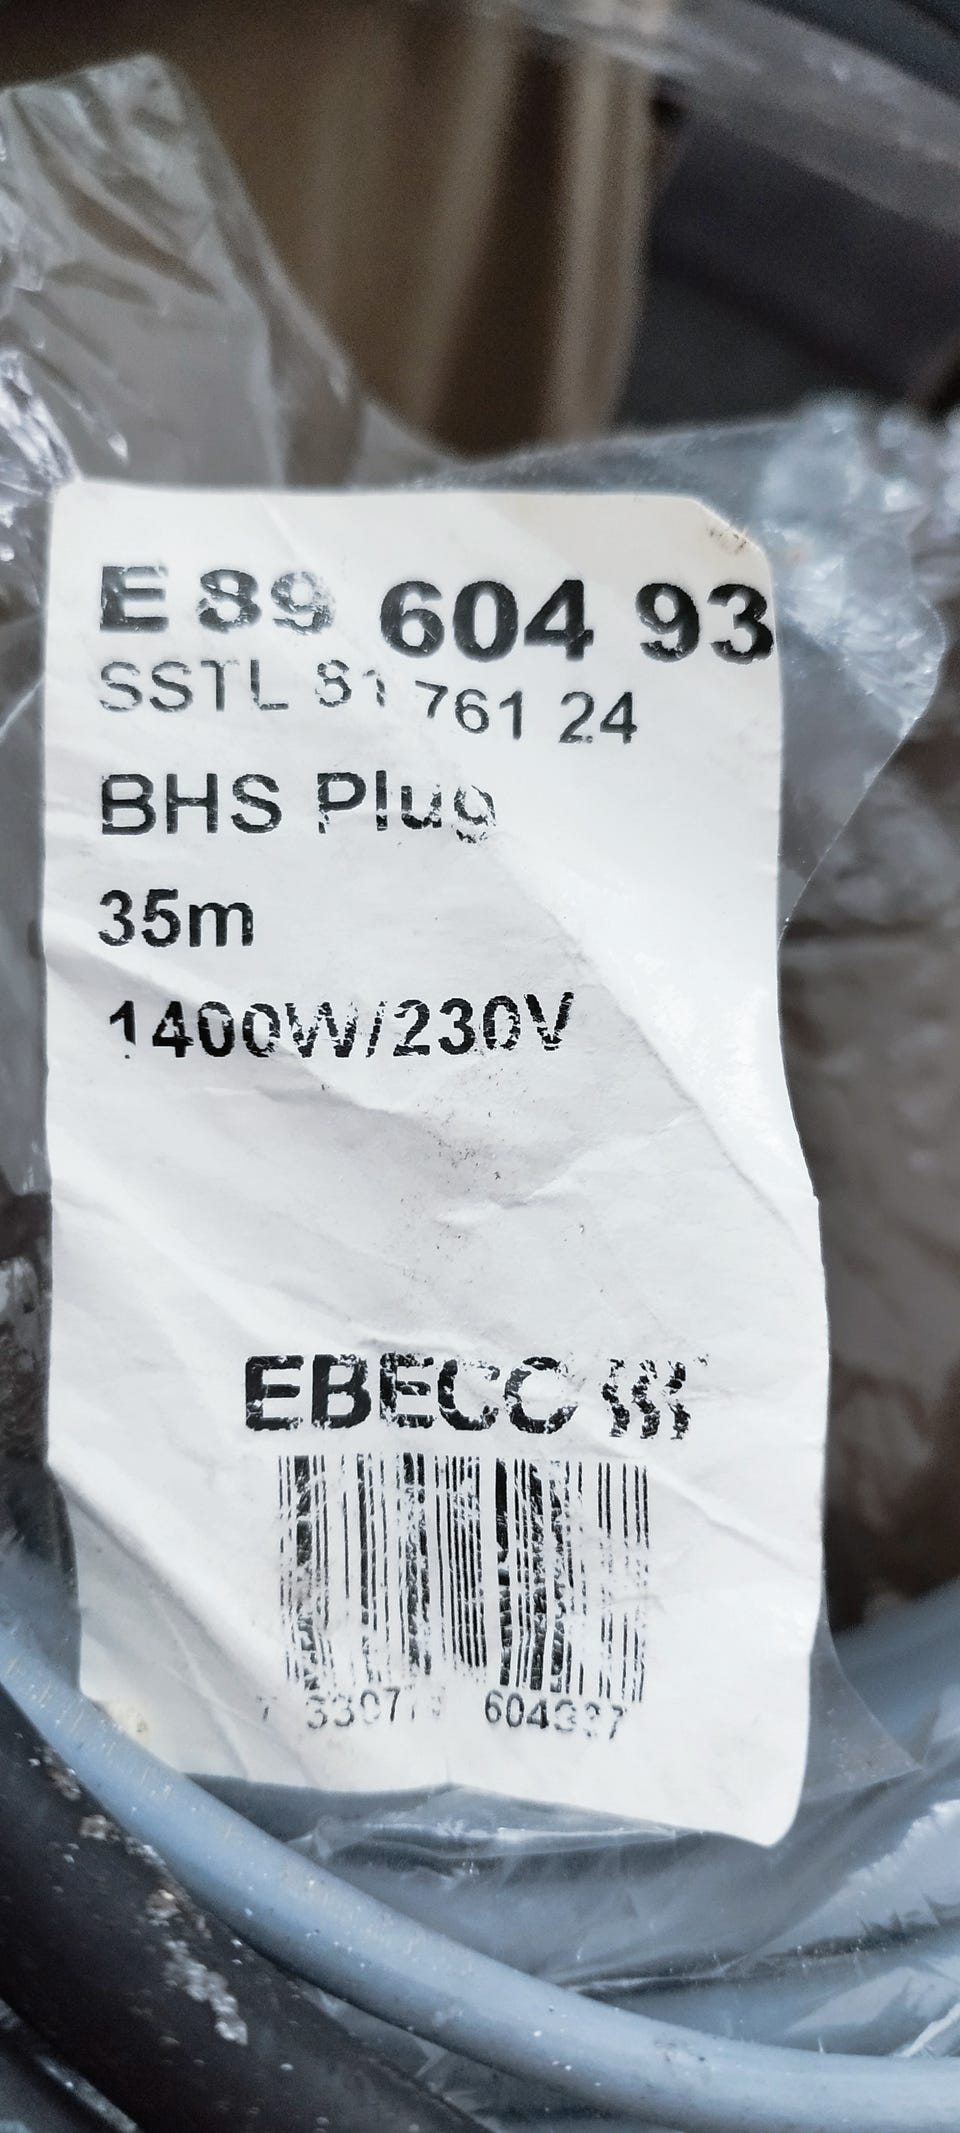 E 89 604 93
SSTL 81 761 24
BHS Plug
35m
1400W/230V
EBECO